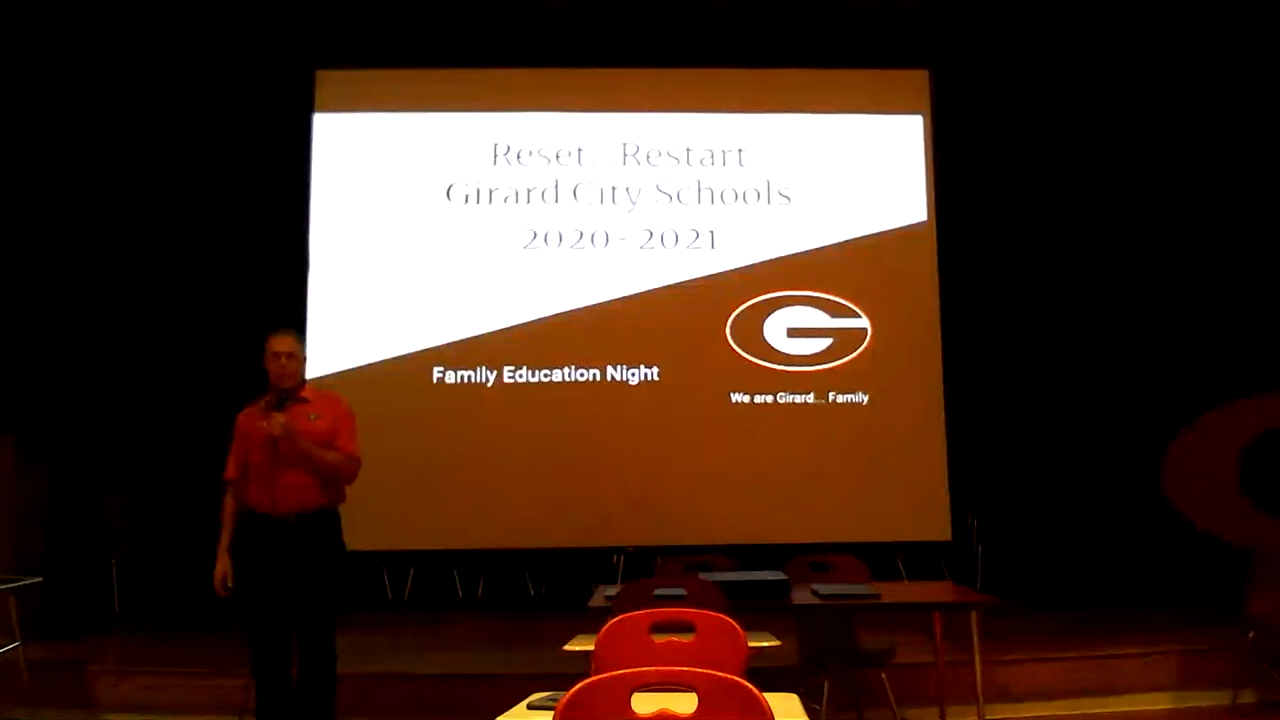 Reset. Restart
Girard City Schools
2020-2021
Family Education Night
G
We are Girard... Family